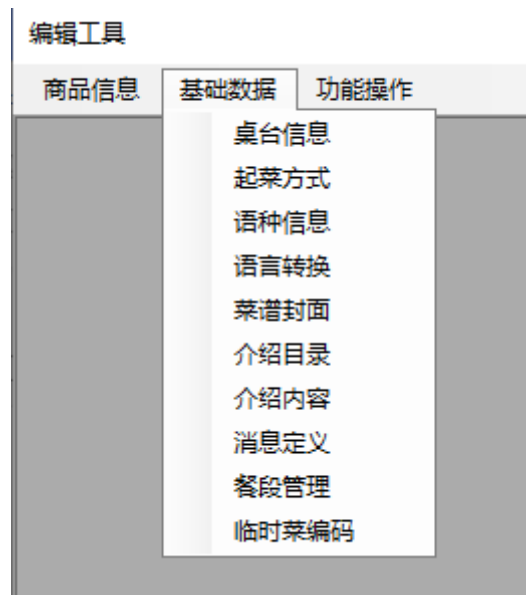 编辑工具
商品信息 基础数据 功能操作
桌台信息
起菜方式
语种信息
语言转换
菜谱封面
介绍目录
介绍内容
消息定义
餐段管理
临时菜编码